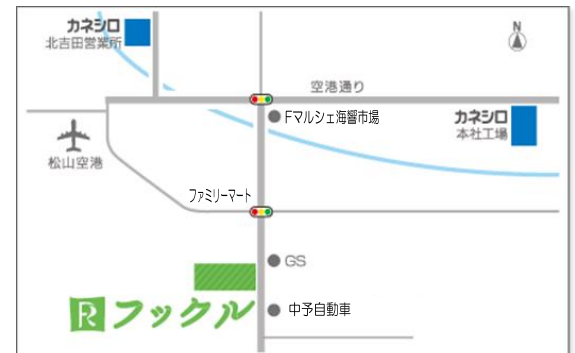 カネシロ
北吉田営業所
N
空港通り
Fマルシェ海響市場
カネシロ
本社工場
松山空港
ファミリーマート
GS
R フックル
中予自動車